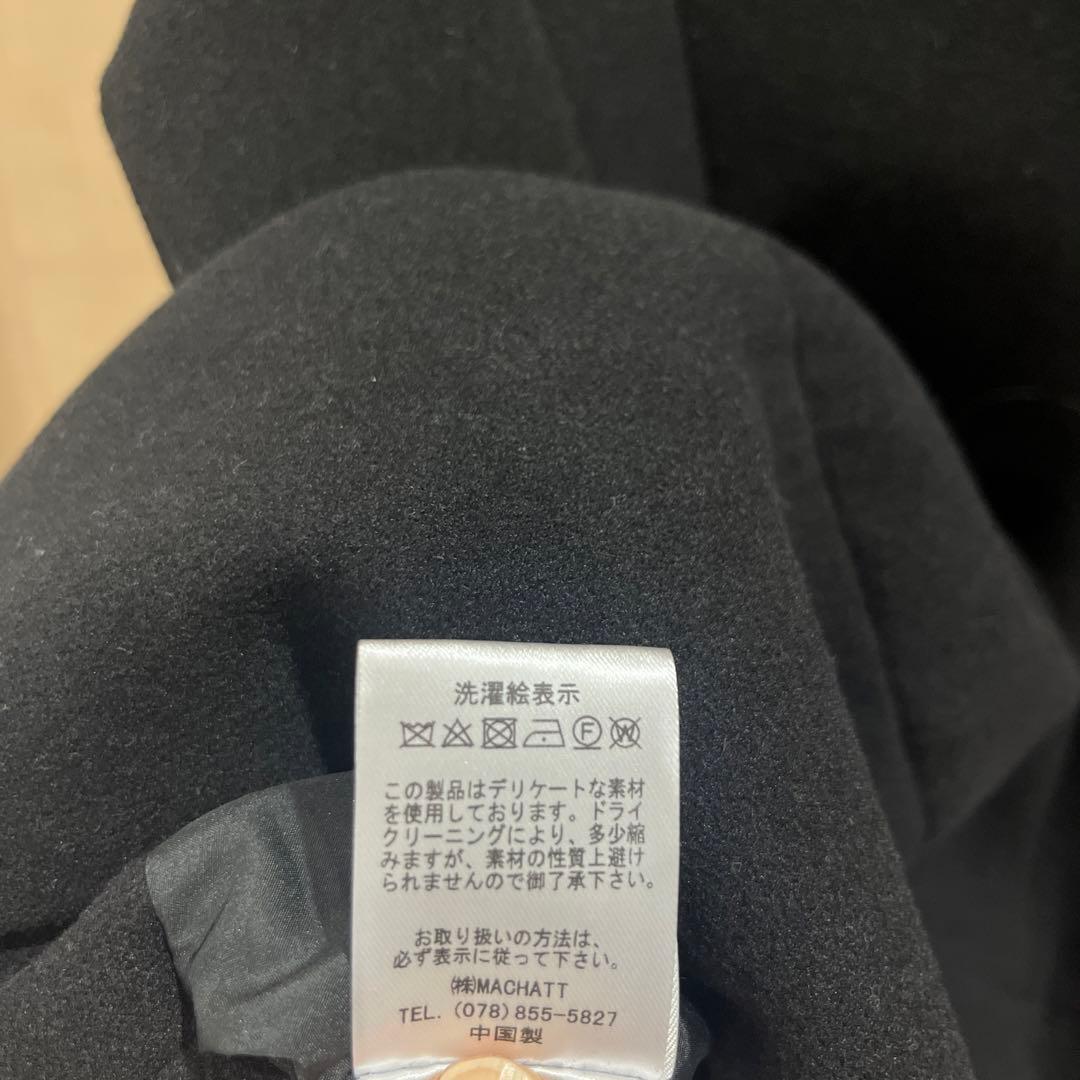 洗濯絵表示
F W
この製品はデリケートな素材
を使用しております。ドライ
クリーニングにより、多少縮
みますが、素材の性質上避け
られませんので御了承下さい。
お取り扱いの方法は、
必ず表示に従って下さい。
㈱MACHATT
TEL. (078)855-5827
中国製